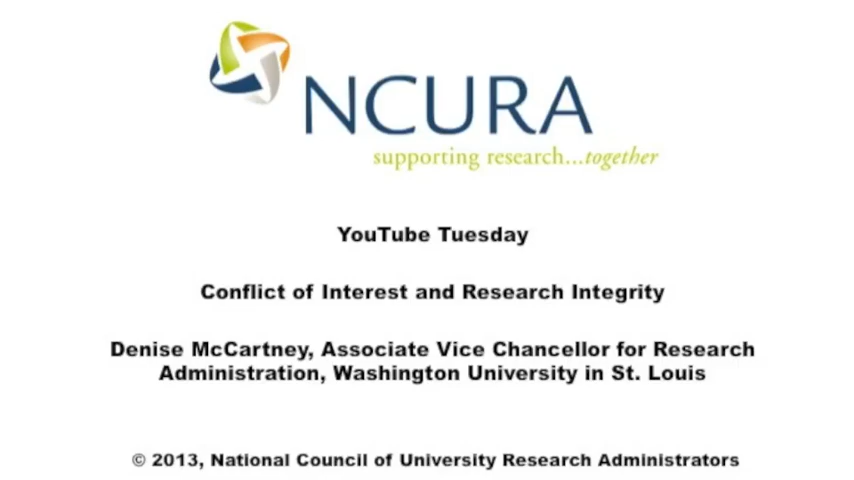 NCURA
supporting research...together
YouTube Tuesday
Conflict of Interest and Research Integrity
Denise McCartney, Associate Vice Chancellor for Research
Administration, Washington University in St. Louis
© 2013, National Council of University Research Administrators